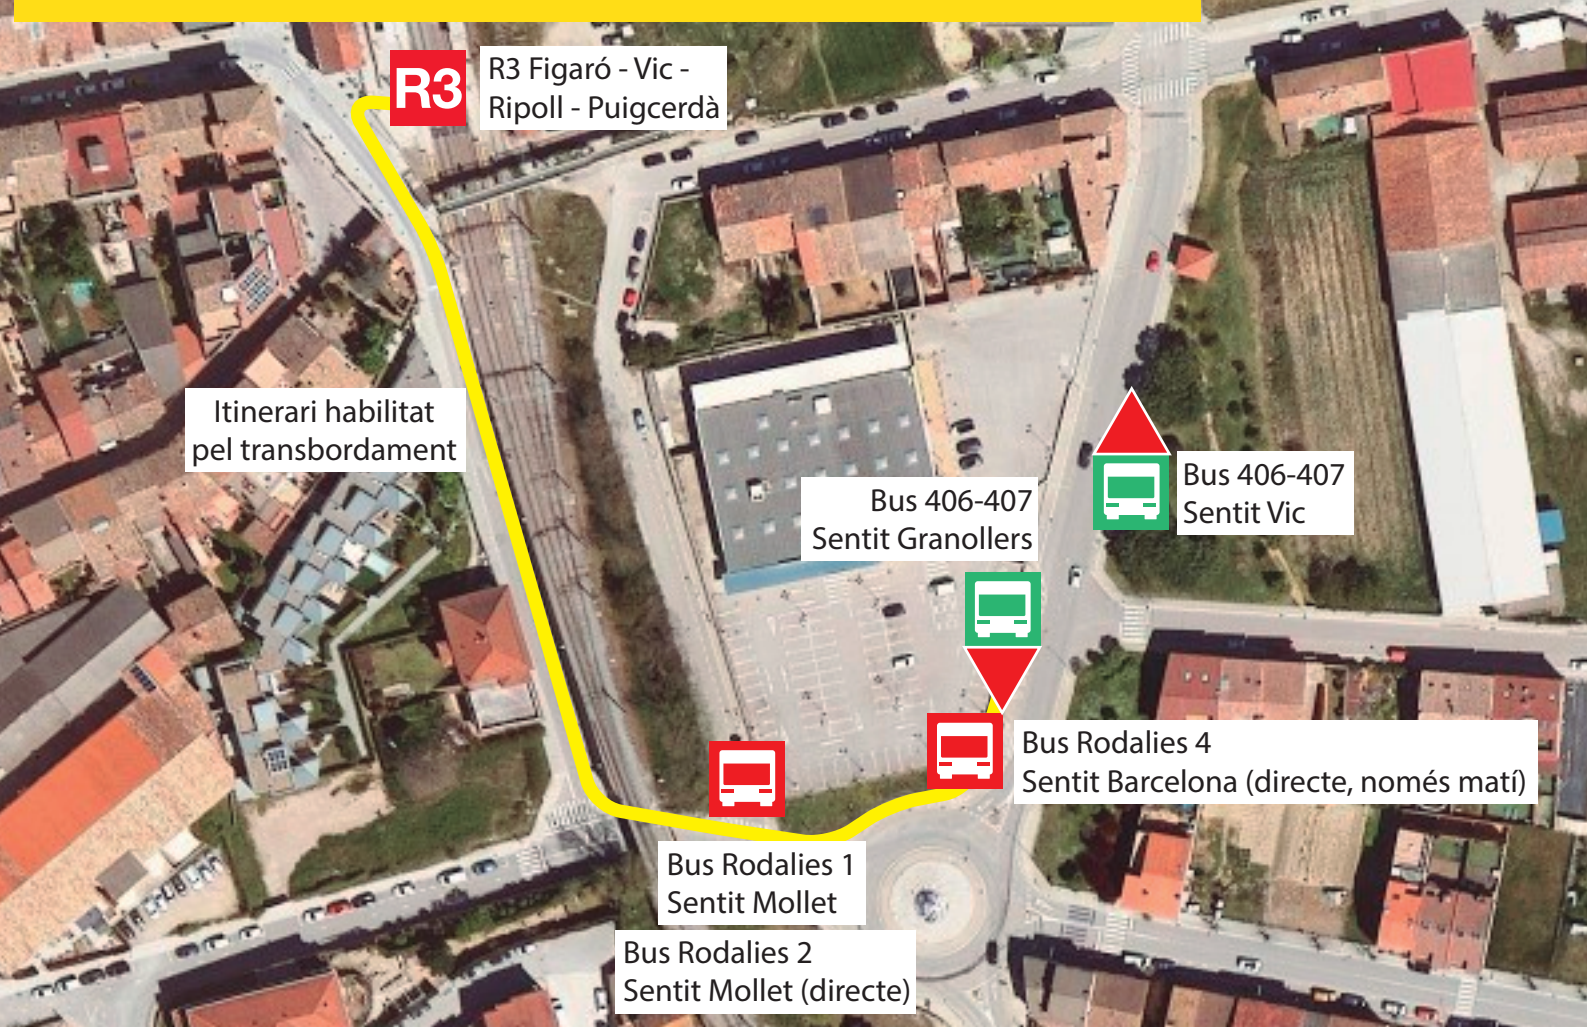 R3
R3 Figaró - Vic -
Ripoll - Puigcerdà
Itinerari habilitat
pel transbordament
Bus 406-407
Sentit Vic
Bus 406-407
Sentit Granollers
Bus Rodalies 4
Sentit Barcelona (directe, només matí)
Bus Rodalies 1
Sentit Mollet
Bus Rodalies 2
Sentit Mollet (directe)